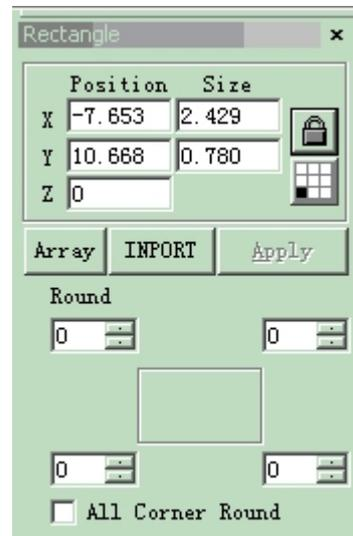 Rectangle
Position Size
X -7.653 2.429
Y 10.668 0.780
Z 0
Array INPORT Apply
Round
0 0
0 0
All Corner Round